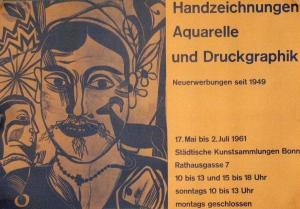 Handzeichnungen
Aquarelle
und Druckgraphik
Neuerwerbungen seit 1949
17. Mai bis 2. Juli 1961
Städtische Kunstsammlungen Bonn
Rathausgasse 7
10 bis 13 und 15 bis 18 Uhr
sonntags 10 bis 13 Uhr
montags geschlossen